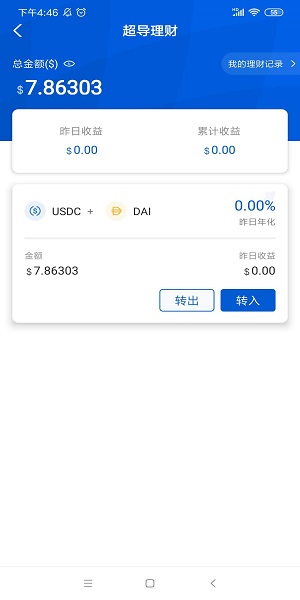 下午4:46
56
超导理财
总金额($)
我的理财记录
$7.86303
昨日收益 累计收益
$0.00 $0.00
USDC + DAI 0.00%
昨日年化
金额 昨日收益
$7.86303 $0.00
转出 转入